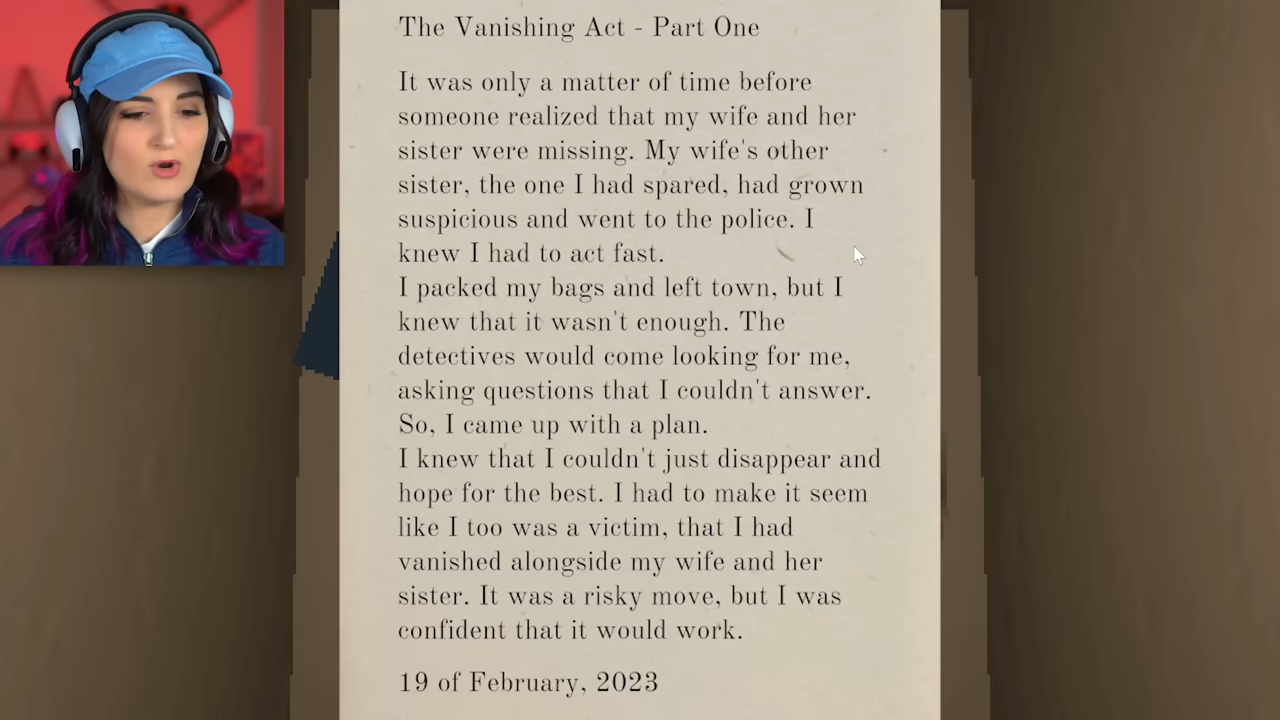 The Vanishing Act - Part One
It was only a matter of time before
someone realized that my wife and her
sister were missing. My wife's other
sister, the one I had spared, had grown
suspicious and went to the police. I
knew I had to act fast.
I packed my bags and left town, but I
knew that it wasn't enough. The
detectives would come looking for me,
asking questions that I couldn't answer.
So, I came up with a plan.
I knew that I couldn't just disappear and
hope for the best. I had to make it seem
like I too was a victim, that I had
vanished alongside my wife and her
sister. It was a risky move, but I was
confident that it would work.
19 of February, 2023